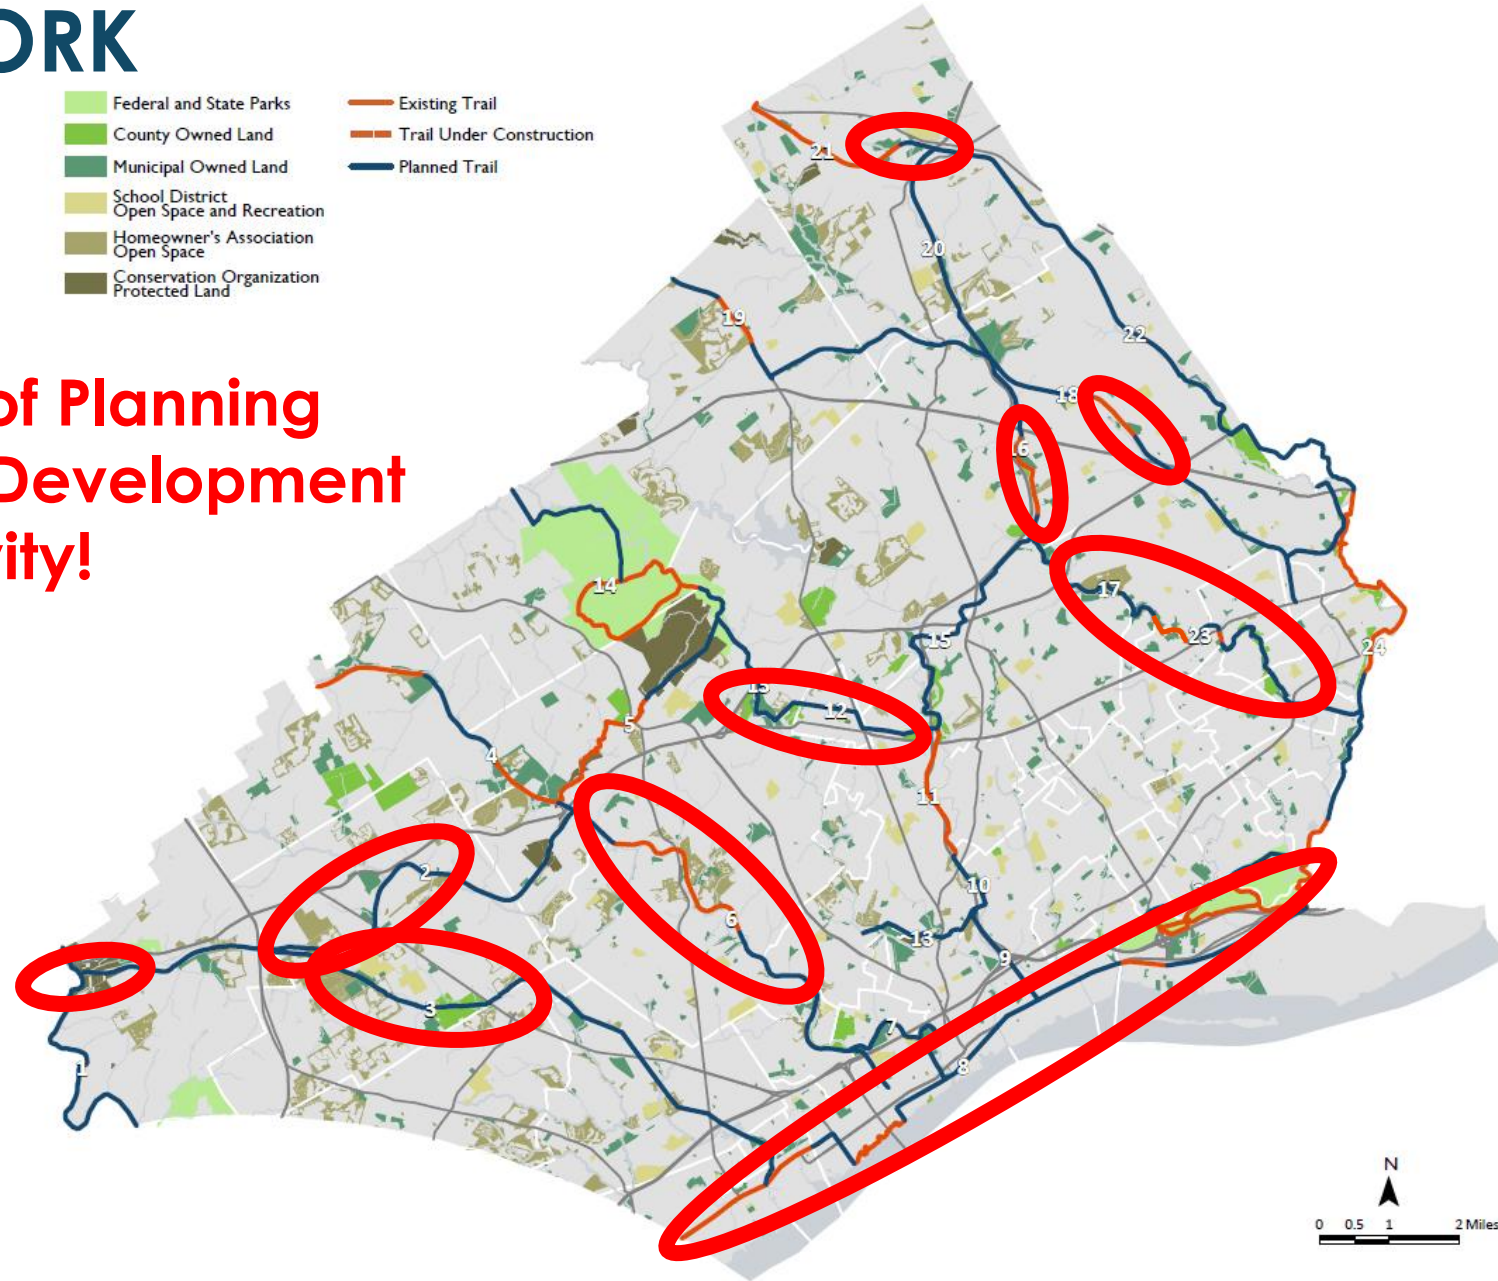 ORK
Federal and State Parks
County Owned Land
Municipal Owned Land
School District
Open Space and Recreation
Homeowner's Association
Open Space
Conservation Organization
Protected Land
Existing Trail
Trail Under Construction
Planned Trail
of Planning
Development
vity!
21
20
22
19
18
16
14
17
23
15
24
13
12
5
4
11
2
10
6
13
9
3
7
8
1
N
0 0.5 1 2 Miles